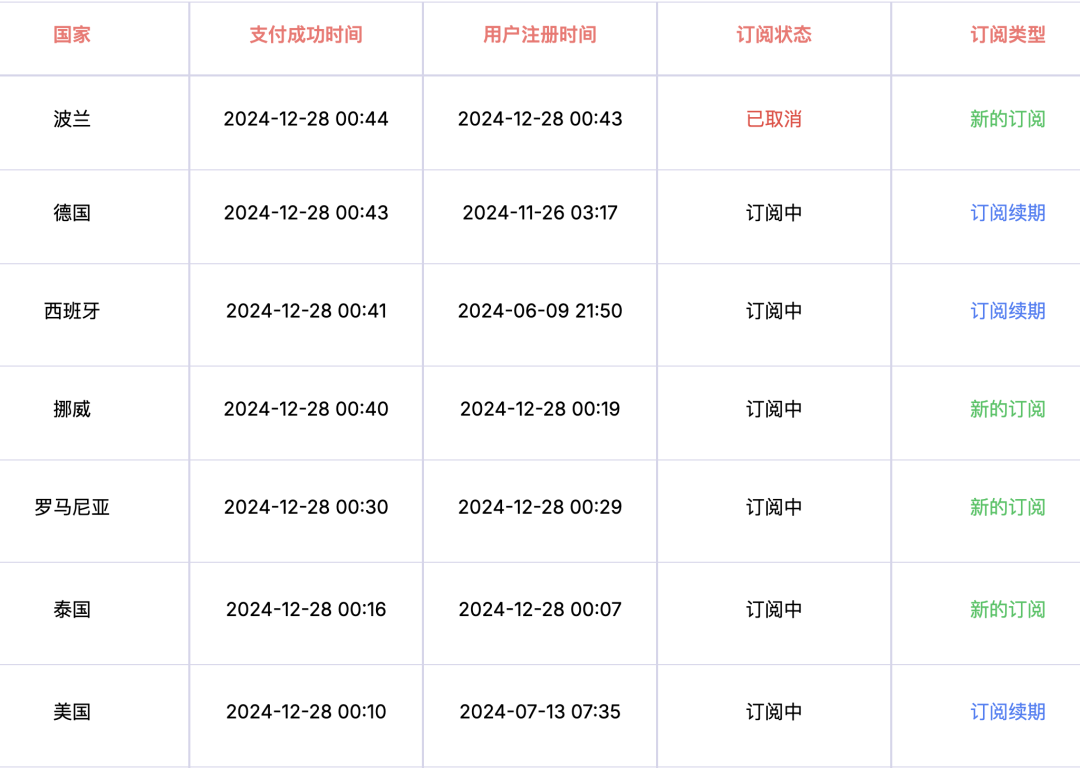 国家 支付成功时间 用户注册时间 订阅状态 订阅类型
波兰 2024-12-28 00:44 2024-12-28 00:43 已取消 新的订阅
德国 2024-12-28 00:43 2024-11-26 03:17 订阅中 订阅续期
西班牙 2024-12-28 00:41 2024-06-09 21:50 订阅中 订阅续期
挪威 2024-12-28 00:40 2024-12-28 00:19 订阅中 新的订阅
罗马尼亚 2024-12-28 00:30 2024-12-28 00:29 订阅中 新的订阅
泰国 2024-12-28 00:16 2024-12-28 00:07 订阅中 新的订阅
美国 2024-12-28 00:10 2024-07-13 07:35 订阅中 订阅续期